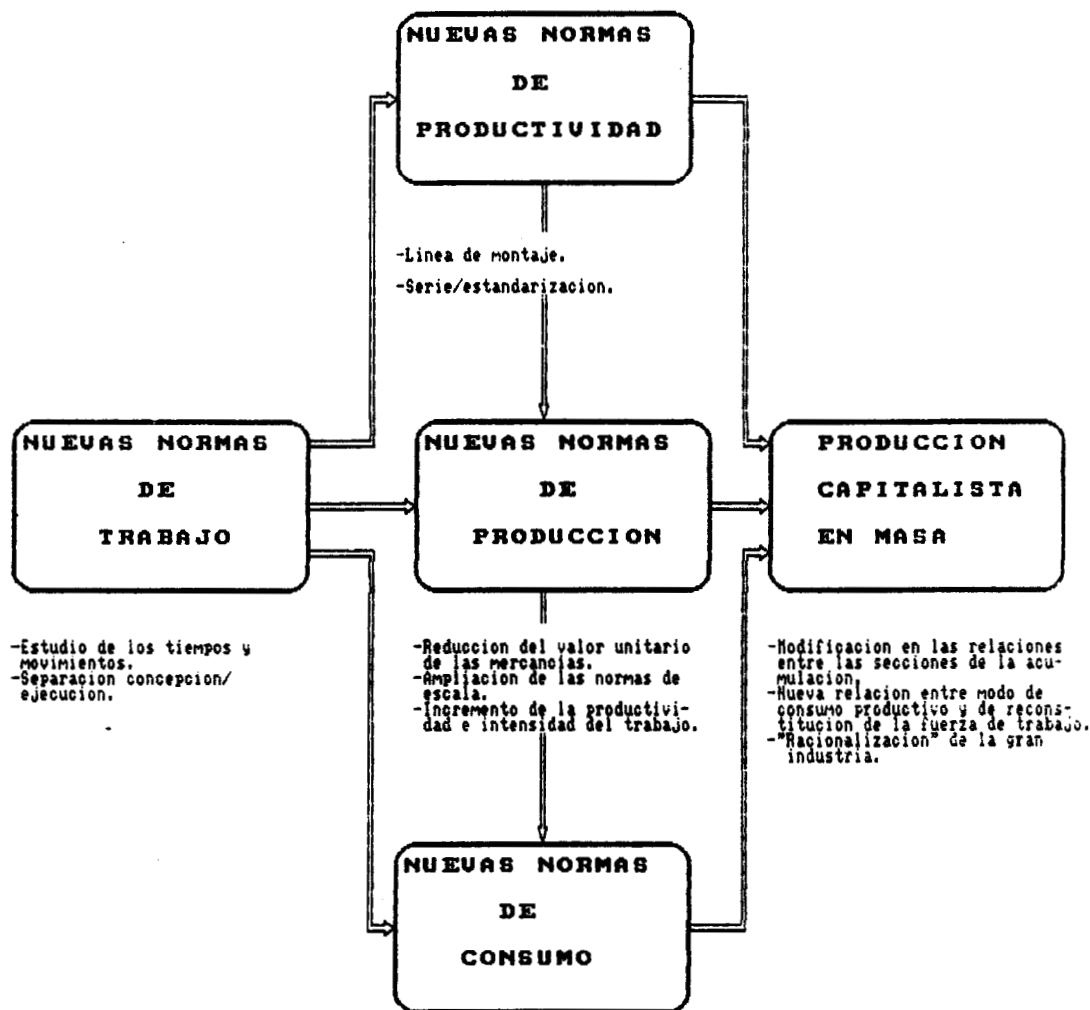 NUEVAS NORMAS
DE
PRODUCTIVIDAD
-Linea de montaje.
-Serie/estandarizacion.
NUEVAS NORMAS
DE
TRABAJO
-Estudio de los tiempos y
movimientos.
-Separacion concepcion/
ejecucion.
NUEVAS NORMAS
DE
PRODUCCION
-Reduccion del valor unitario
de las mercancias.
-Ampliacion de las normas de
escala.
-Incremento de la productivi-
dad e intensidad del trabajo.
PRODUCCION
CAPITALISTA
EN MASA
-Modificacion en las relaciones
entre las secciones de la acu-
mulacion.
-Nueva relacion entre modo de
consumo productivo y de recons-
titucion de la fuerza de trabajo.
-"Racionalizacion" de la gran
industria.
NUEVAS NORMAS
DE
CONSUMO